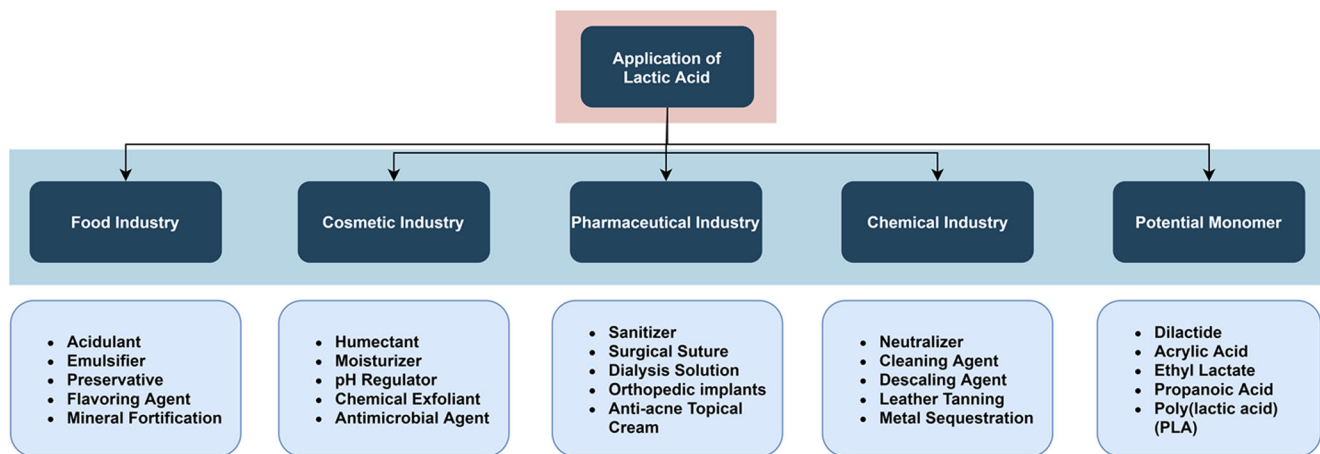 Application of
Lactic Acid
Food Industry
Cosmetic Industry
Pharmaceutical Industry
Chemical Industry
Potential Monomer
• Acidulant
• Emulsifier
• Preservative
• Flavoring Agent
• Mineral Fortification
• Humectant
• Moisturizer
• pH Regulator
• Chemical Exfoliant
• Antimicrobial Agent
• Sanitizer
• Surgical Suture
• Dialysis Solution
• Orthopedic implants
• Anti-acne Topical
Cream
• Neutralizer
• Cleaning Agent
• Descaling Agent
• Leather Tanning
• Metal Sequestration
• Dilactide
• Acrylic Acid
• Ethyl Lactate
• Propanoic Acid
• Poly(lactic acid)
(PLA)